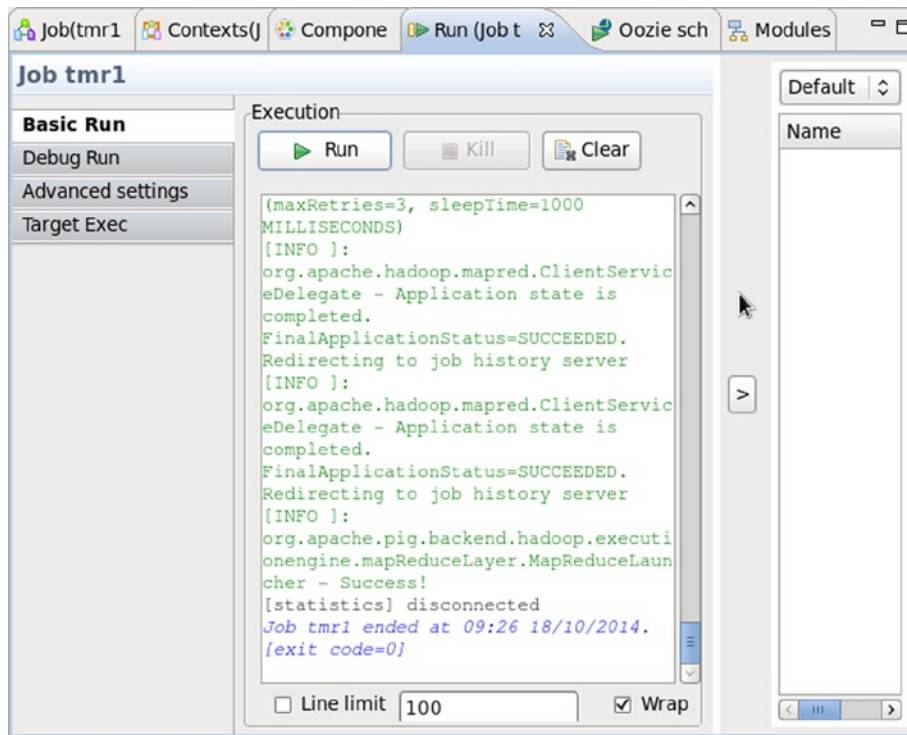 Job(tmr1
Contexts(J
Compone
Run (Job t
Oozie sch
Modules
Job tmr1
Default
Basic Run
Debug Run
Advanced settings
Target Exec
Execution
Run
Kill
Clear
Name
(maxRetries=3, sleepTime=1000
MILLISECONDS)
[INFO ]:
org.apache.hadoop.mapred.ClientServic
eDelegate - Application state is
completed.
FinalApplicationStatus=SUCCEEDED.
Redirecting to job history server
[INFO ]:
org.apache.hadoop.mapred.ClientServic
eDelegate - Application state is
completed.
FinalApplicationStatus=SUCCEEDED.
Redirecting to job history server
[INFO ]:
org.apache.pig.backend.hadoop.executi
onengine.mapReduceLayer.MapReduceLaun
cher - Success!
[statistics] disconnected
Job tmr1 ended at 09:26 18/10/2014.
[exit code=0]
>
Line limit
100
Wrap